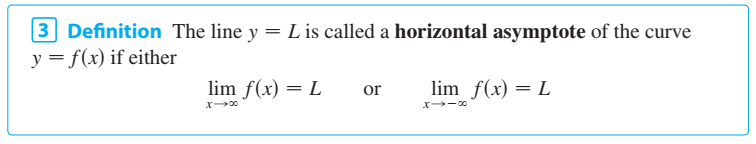 3 Definition The line y = L is called a horizontal asymptote of the curve
y = f(x) if either
lim f(x) = L or lim f(x) = L
x→∞ x→−∞